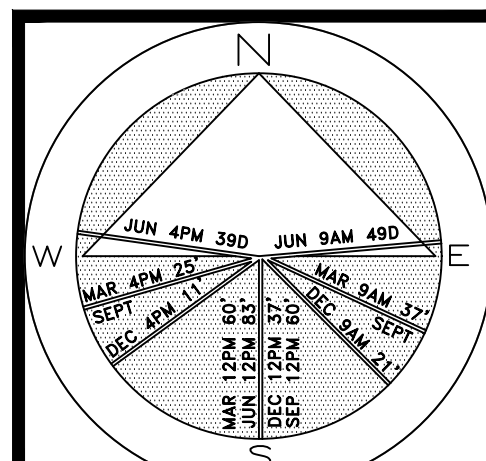 N
JUN 4PM 39D
JUN 9AM 49D
W
E
MAR 4PM 25'
SEPT
DEC 4PM 11'
MAR 12PM 60'
JUN 12PM 83'
DEC 12PM 37'
SEP 12PM 60'
MAR 9AM 37'
SEPT
DEC 9AM 21'
S